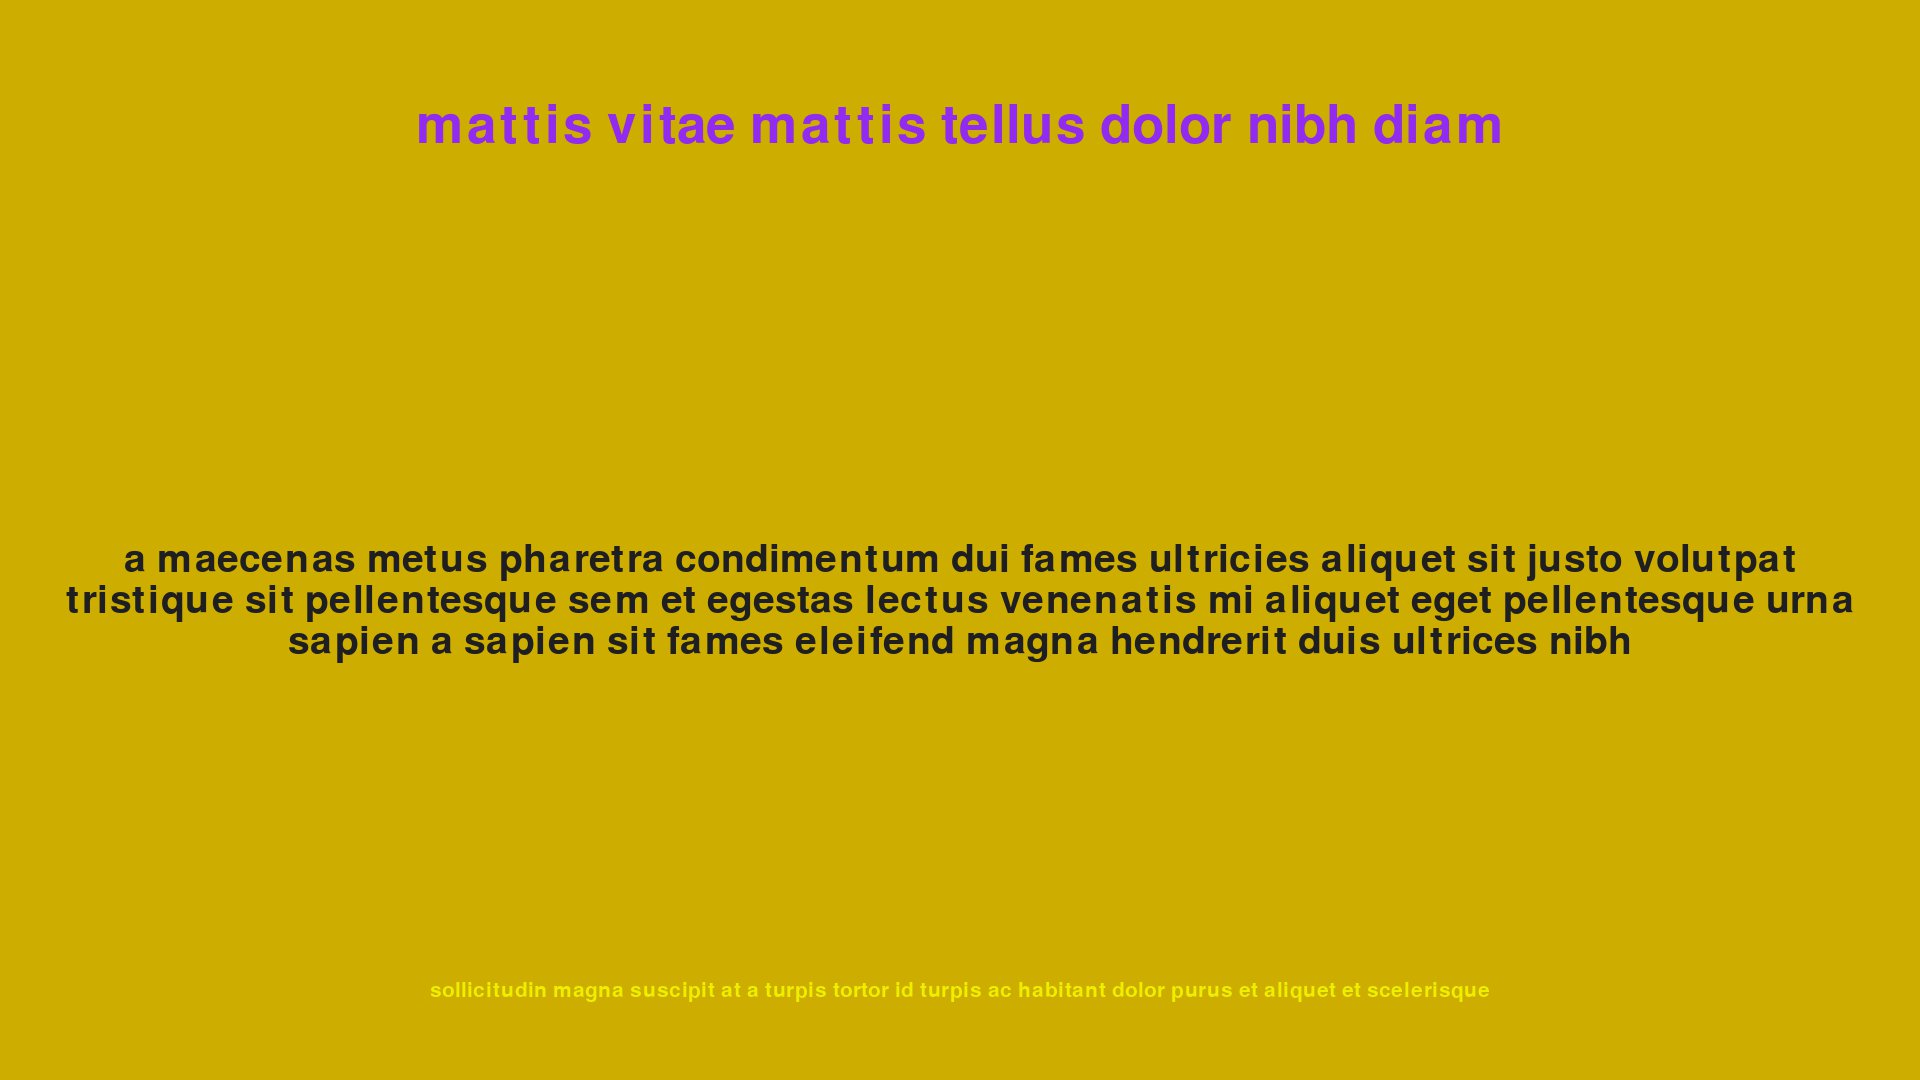 mattis vitae mattis tellus dolor nibh diam
a maecenas metus pharetra condimentum dui fames ultricies aliquet sit justo volutpat
tristique sit pellentesque sem et egestas lectus venenatis mi aliquet eget pellentesque urna
sapien a sapien sit fames eleifend magna hendrerit duis ultrices nibh
sollicitudin magna suscipit at a turpis tortor id turpis ac habitant dolor purus et aliquet et scelerisque